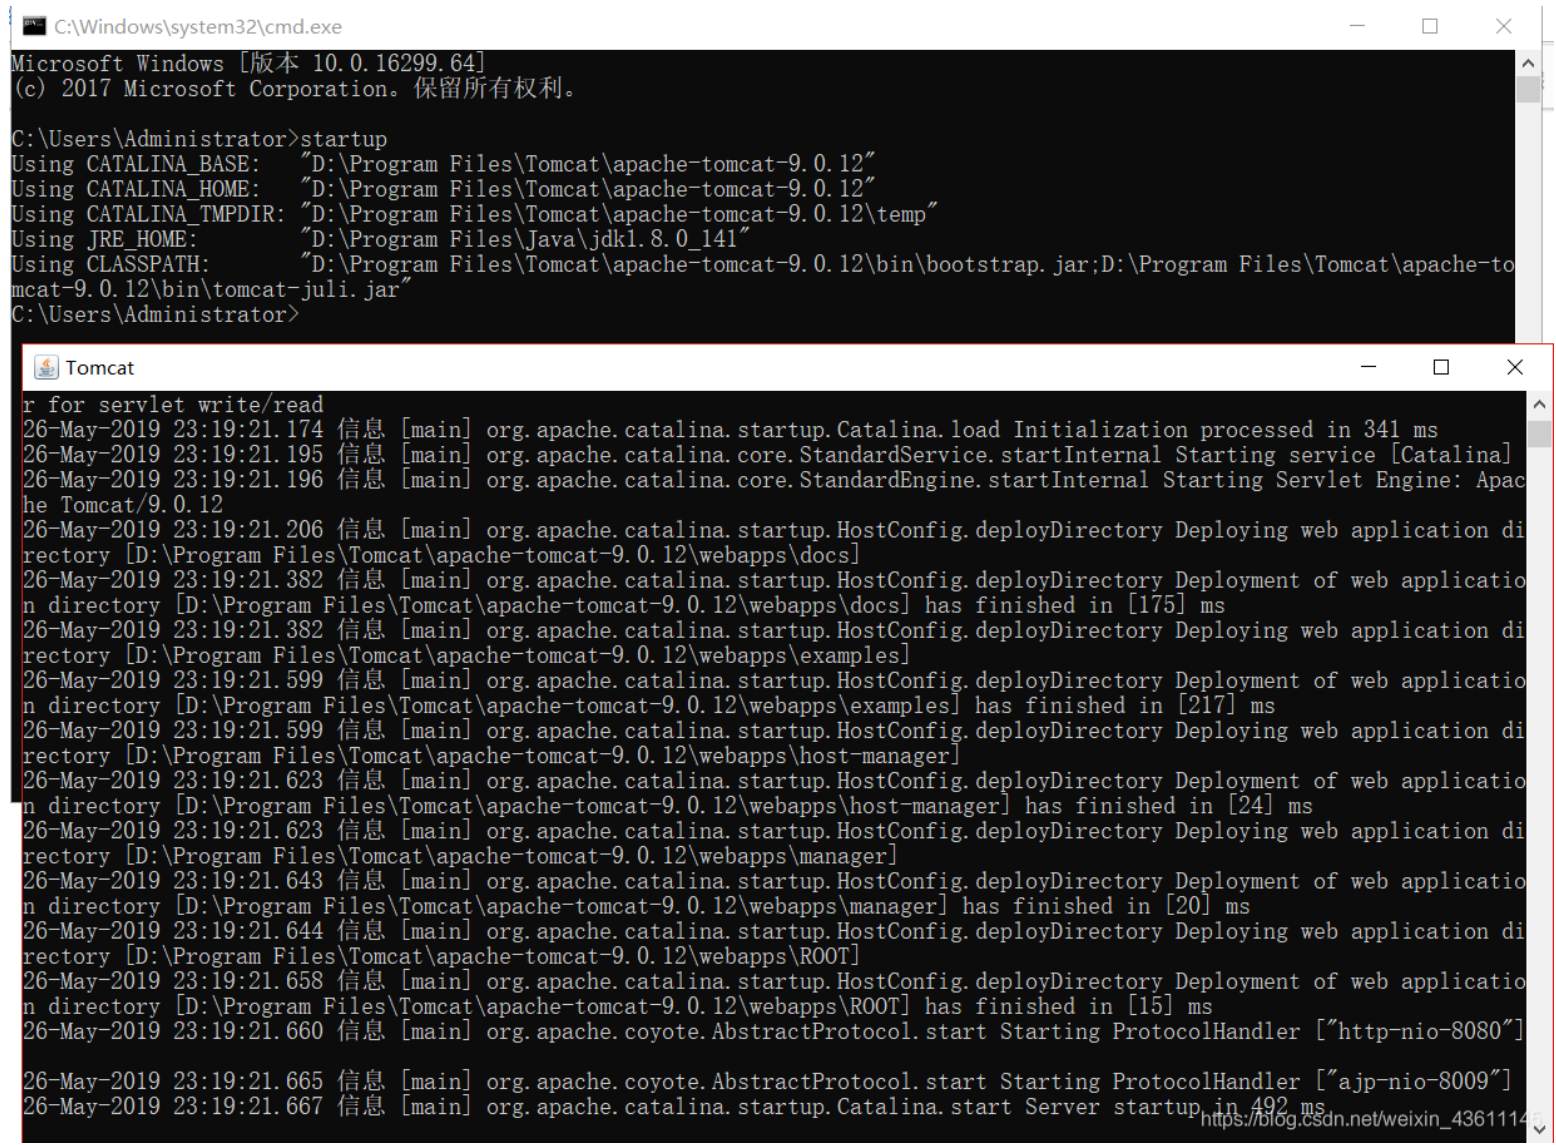 C:\Windows\system32\cmd.exe
Microsoft Windows [版本 10.0.16299.64]
(c) 2017 Microsoft Corporation。保留所有权利。
C:\Users\Administrator>startup
Using CATALINA_BASE:   "D:\Program Files\Tomcat\apache-tomcat-9.0.12"
Using CATALINA_HOME:   "D:\Program Files\Tomcat\apache-tomcat-9.0.12"
Using CATALINA_TMPDIR: "D:\Program Files\Tomcat\apache-tomcat-9.0.12\temp"
Using JRE_HOME:        "D:\Program Files\Java\jdk1.8.0_141"
Using CLASSPATH:       "D:\Program Files\Tomcat\apache-tomcat-9.0.12\bin\bootstrap.jar;D:\Program Files\Tomcat\apache-to
mcat-9.0.12\bin\tomcat-juli.jar"
C:\Users\Administrator>
Tomcat
r for servlet write/read
26-May-2019 23:19:21.174 信息 [main] org.apache.catalina.startup.Catalina.load Initialization processed in 341 ms
26-May-2019 23:19:21.195 信息 [main] org.apache.catalina.core.StandardService.startInternal Starting service [Catalina]
26-May-2019 23:19:21.196 信息 [main] org.apache.catalina.core.StandardEngine.startInternal Starting Servlet Engine: Apac
he Tomcat/9.0.12
26-May-2019 23:19:21.206 信息 [main] org.apache.catalina.startup.HostConfig.deployDirectory Deploying web application di
rectory [D:\Program Files\Tomcat\apache-tomcat-9.0.12\webapps\docs]
26-May-2019 23:19:21.382 信息 [main] org.apache.catalina.startup.HostConfig.deployDirectory Deployment of web applicatio
n directory [D:\Program Files\Tomcat\apache-tomcat-9.0.12\webapps\docs] has finished in [175] ms
26-May-2019 23:19:21.382 信息 [main] org.apache.catalina.startup.HostConfig.deployDirectory Deploying web application di
rectory [D:\Program Files\Tomcat\apache-tomcat-9.0.12\webapps\examples]
26-May-2019 23:19:21.599 信息 [main] org.apache.catalina.startup.HostConfig.deployDirectory Deployment of web applicatio
n directory [D:\Program Files\Tomcat\apache-tomcat-9.0.12\webapps\examples] has finished in [217] ms
26-May-2019 23:19:21.599 信息 [main] org.apache.catalina.startup.HostConfig.deployDirectory Deploying web application di
rectory [D:\Program Files\Tomcat\apache-tomcat-9.0.12\webapps\host-manager]
26-May-2019 23:19:21.623 信息 [main] org.apache.catalina.startup.HostConfig.deployDirectory Deployment of web applicatio
n directory [D:\Program Files\Tomcat\apache-tomcat-9.0.12\webapps\host-manager] has finished in [24] ms
26-May-2019 23:19:21.623 信息 [main] org.apache.catalina.startup.HostConfig.deployDirectory Deploying web application di
rectory [D:\Program Files\Tomcat\apache-tomcat-9.0.12\webapps\manager]
26-May-2019 23:19:21.643 信息 [main] org.apache.catalina.startup.HostConfig.deployDirectory Deployment of web applicatio
n directory [D:\Program Files\Tomcat\apache-tomcat-9.0.12\webapps\manager] has finished in [20] ms
26-May-2019 23:19:21.644 信息 [main] org.apache.catalina.startup.HostConfig.deployDirectory Deploying web application di
rectory [D:\Program Files\Tomcat\apache-tomcat-9.0.12\webapps\ROOT]
26-May-2019 23:19:21.658 信息 [main] org.apache.catalina.startup.HostConfig.deployDirectory Deployment of web applicatio
n directory [D:\Program Files\Tomcat\apache-tomcat-9.0.12\webapps\ROOT] has finished in [15] ms
26-May-2019 23:19:21.660 信息 [main] org.apache.coyote.AbstractProtocol.start Starting ProtocolHandler ["http-nio-8080"]
26-May-2019 23:19:21.665 信息 [main] org.apache.coyote.AbstractProtocol.start Starting ProtocolHandler ["ajp-nio-8009"]
26-May-2019 23:19:21.667 信息 [main] org.apache.catalina.startup.Catalina.start Server startup in 492 ms
https://blog.csdn.net/weixin_43611145